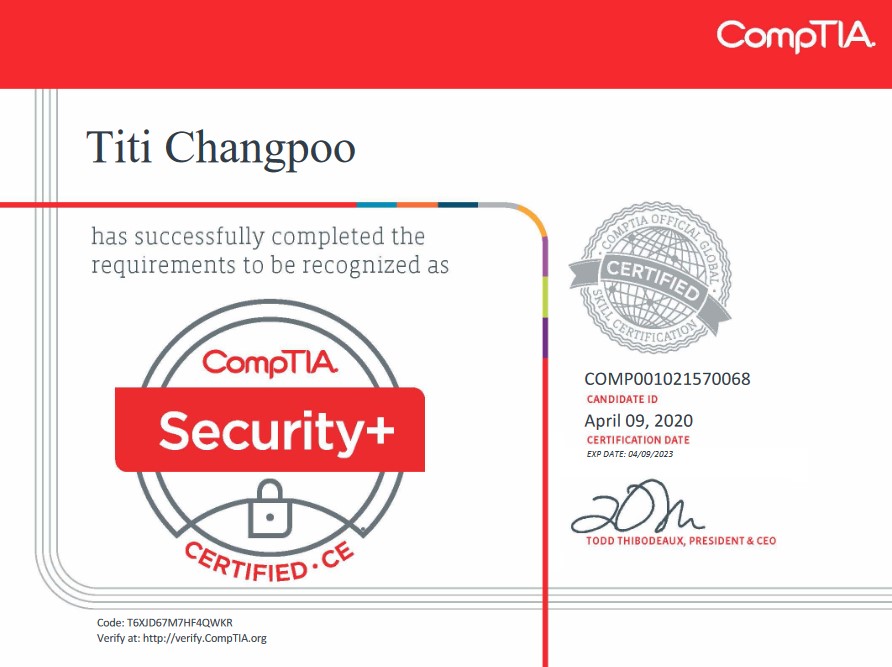 CompTIA.
Titi Changpoo
has successfully completed the
requirements to be recognized as
CompTIA.
Security+
CERTIFIED · CE
COMPTIA OFFICIAL GLOBAL
CERTIFIED
SKILL CERTIFICATION
COMP001021570068
CANDIDATE ID
April 09, 2020
CERTIFICATION DATE
EXP DATE: 04/09/2023
TODD THIBODEAUX, PRESIDENT & CEO
Code: T6XJD67M7HF4QWKR
Verify at: http://verify.CompTIA.org